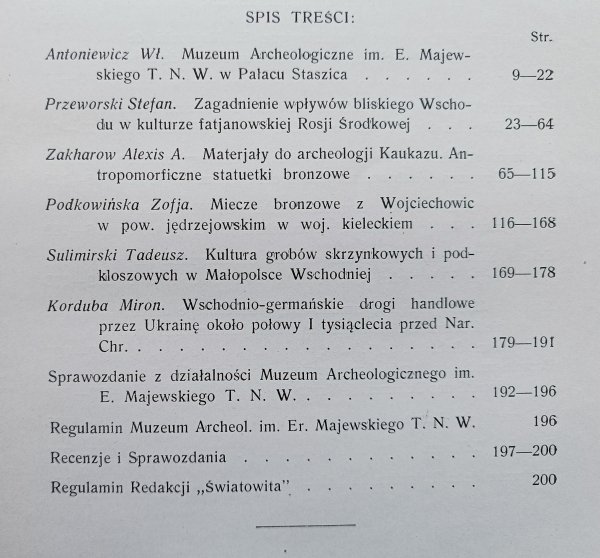 SPIS TREŚCI:
Str.
Antoniewicz Wł. Muzeum Archeologiczne im. E. Majew-
skiego T. N. W. w Pałacu Staszica . . . . . . 9—22
Przeworski Stefan. Zagadnienie wpływów bliskiego Wscho-
du w kulturze fatjanowskiej Rosji Środkowej . . . 23—64
Zakharow Alexis A. Materjały do archeologji Kaukazu. An-
tropomorficzne statuetki bronzowe . . . . . . 65—115
Podkowińska Zofja. Miecze bronzowe z Wojciechowic
w pow. jędrzejowskim w woj. kieleckiem . . . 116—168
Sulimirski Tadeusz. Kultura grobów skrzynkowych i pod-
kloszowych w Małopolsce Wschodniej . . . . . 169—178
Korduba Miron. Wschodnio-germańskie drogi handlowe
przez Ukrainę około połowy I tysiąclecia przed Nar.
Chr. . . . . . . . . . . . . . . . . 179—191
Sprawozdanie z działalności Muzeum Archeologicznego im.
E. Majewskiego T. N. W. . . . . . . . . . 192—196
Regulamin Muzeum Archeol. im. Er. Majewskiego T. N. W. 196
Recenzje i Sprawozdania . . . . . . . . . . . . 197—200
Regulamin Redakcji „Światowita” . . . . . . . . . 200